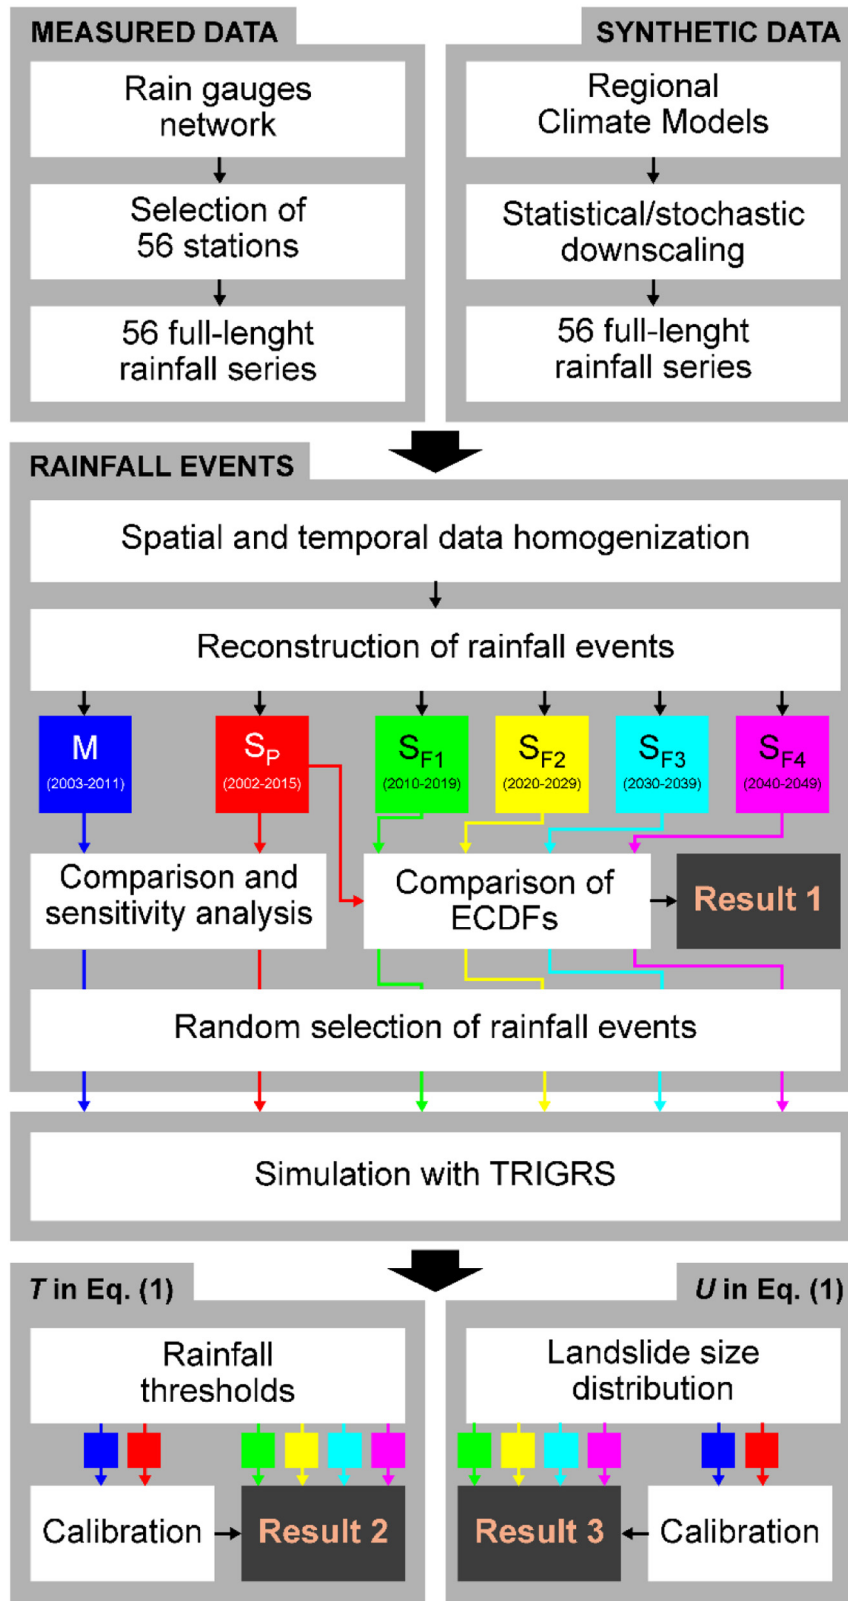 MEASURED DATA
Rain gauges
network
Selection of
56 stations
56 full-lenght
rainfall series
SYNTHETIC DATA
Regional
Climate Models
Statistical/stochastic
downscaling
56 full-lenght
rainfall series
RAINFALL EVENTS
Spatial and temporal data homogenization
Reconstruction of rainfall events
M
(2003-2011)
SP
(2002-2015)
SF1
(2010-2019)
SF2
(2020-2029)
SF3
(2030-2039)
SF4
(2040-2049)
Comparison and
sensitivity analysis
Comparison of
ECDFs
Result 1
Random selection of rainfall events
Simulation with TRIGRS
T in Eq. (1)
Rainfall
thresholds
Calibration
Result 2
U in Eq. (1)
Landslide size
distribution
Result 3
Calibration